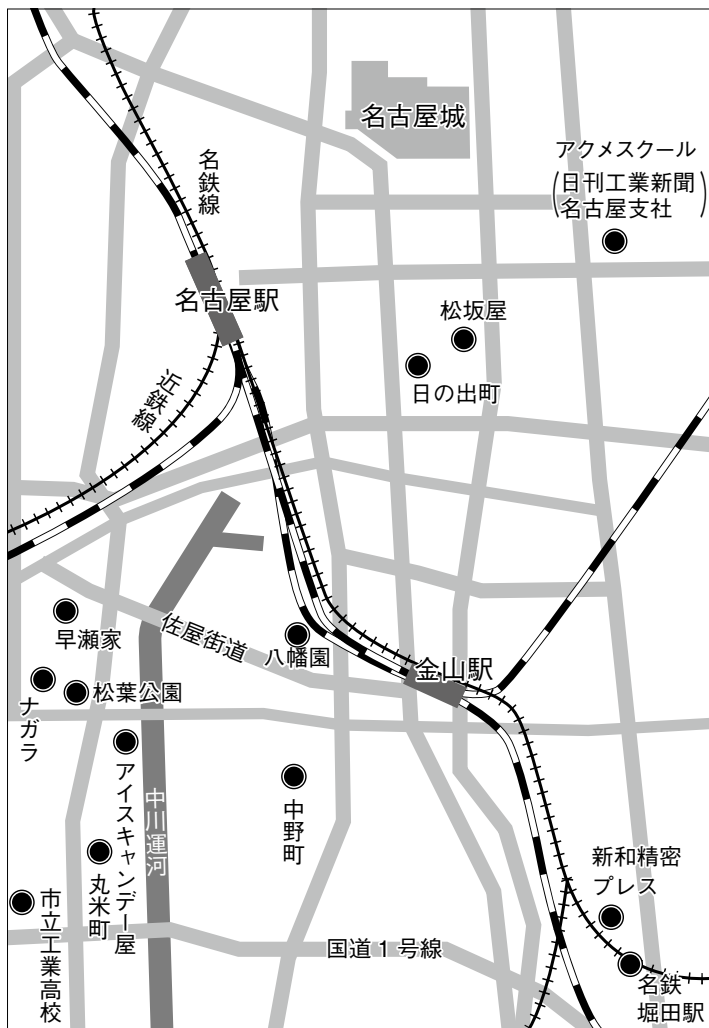 名古屋城
アクメスクール
(日刊工業新聞
名古屋支社)
名鉄線
名古屋駅
松坂屋
日の出町
近鉄線
早瀬家
佐屋街道
八幡園
金山駅
ナガラ
松葉公園
アイスキャンデー屋
中川運河
中野町
丸米町
新和精密
プレス
市立工業高校
国道1号線
名鉄
堀田駅